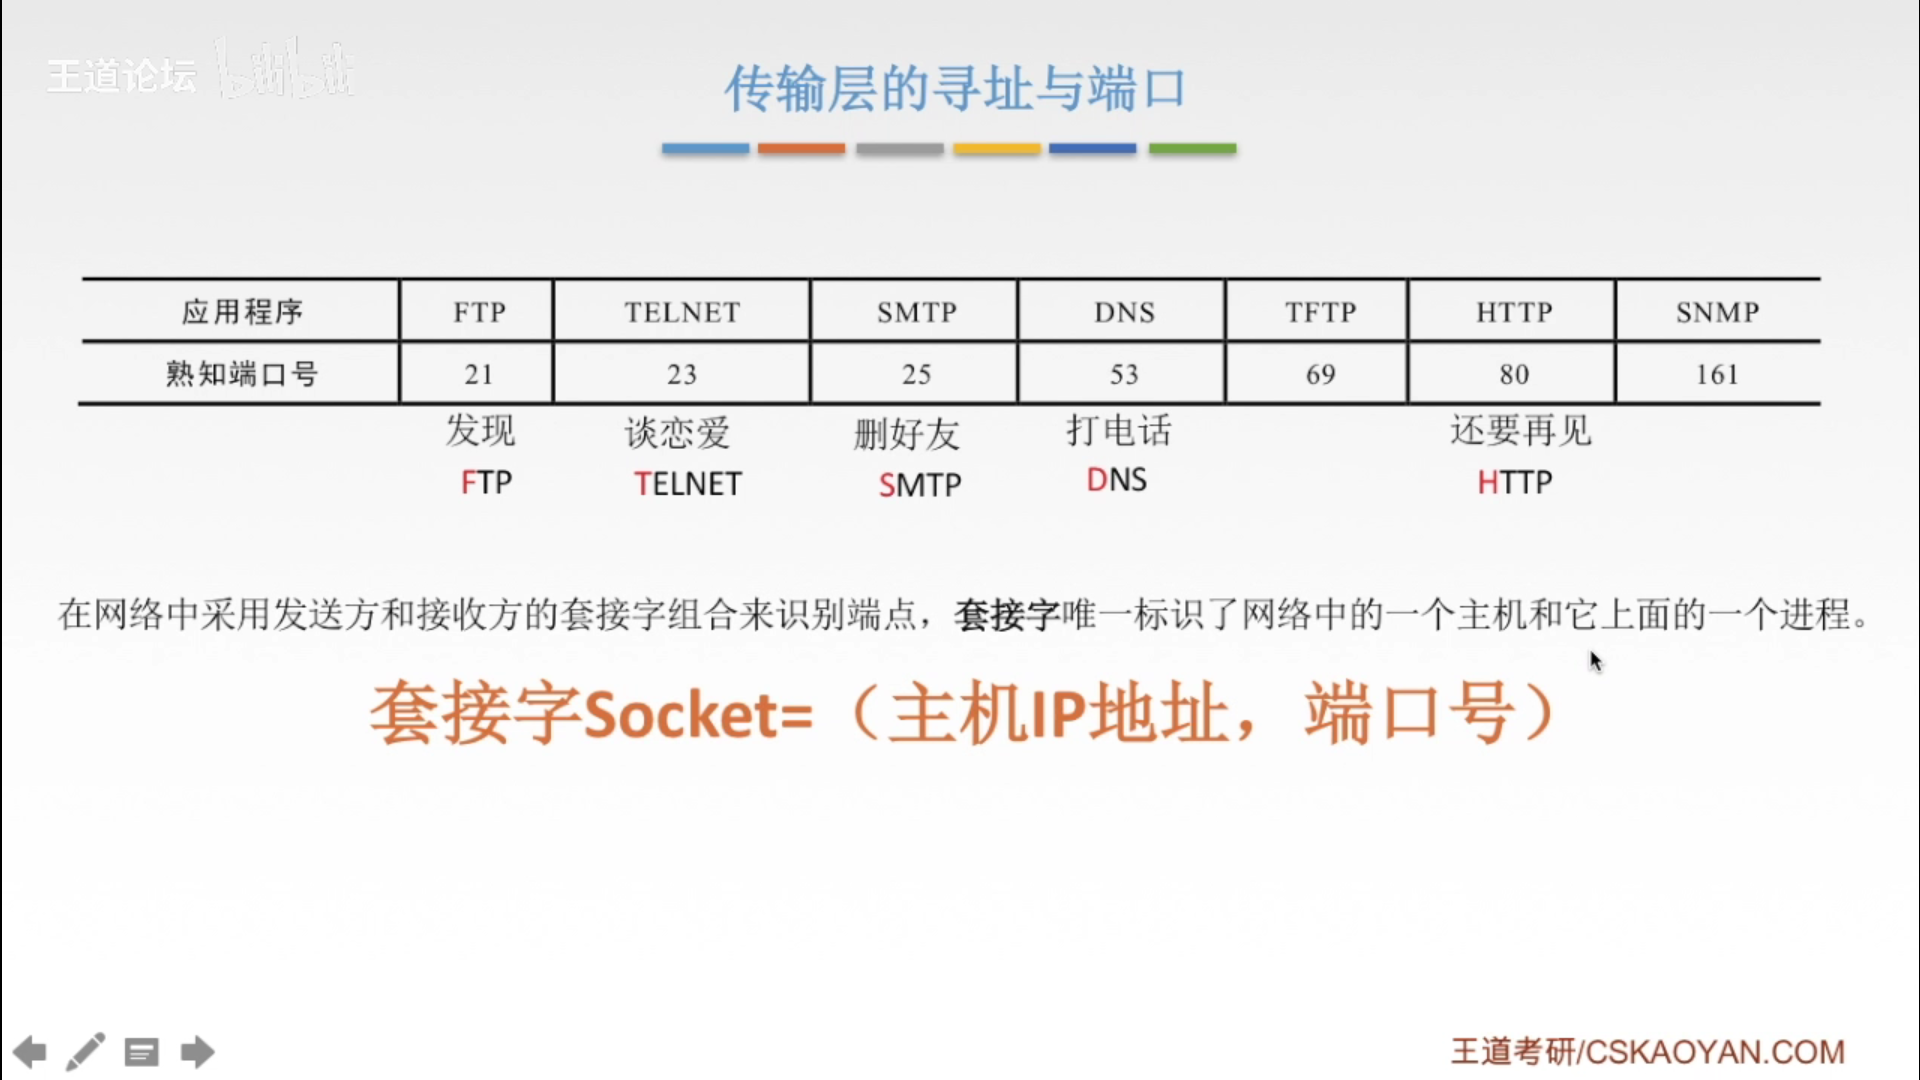 王道论坛 bilibili
传输层的寻址与端口
应用程序 FTP TELNET SMTP DNS TFTP HTTP SNMP
熟知端口号 21 23 25 53 69 80 161
发现 谈恋爱 删好友 打电话 还要再见
FTP TELNET SMTP DNS HTTP
在网络中采用发送方和接收方的套接字组合来识别端点，套接字唯一标识了网络中的一个主机和它上面的一个进程。
套接字Socket=（主机IP地址，端口号）
王道考研/CSKAOYAN.COM